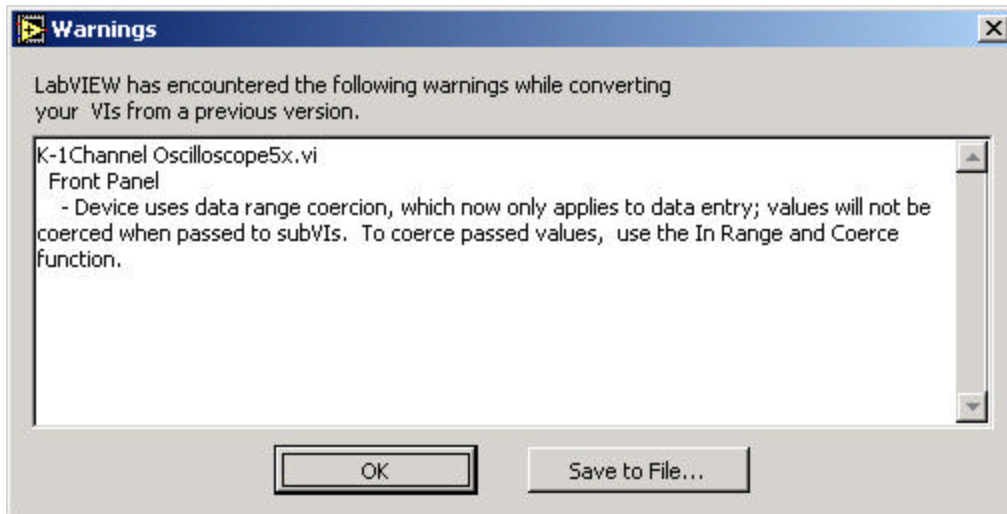 Warnings
LabVIEW has encountered the following warnings while converting
your VIs from a previous version.
K-1Channel Oscilloscope5x.vi
Front Panel
- Device uses data range coercion, which now only applies to data entry; values will not be
coerced when passed to subVIs. To coerce passed values, use the In Range and Coerce
function.
OK
Save to File...